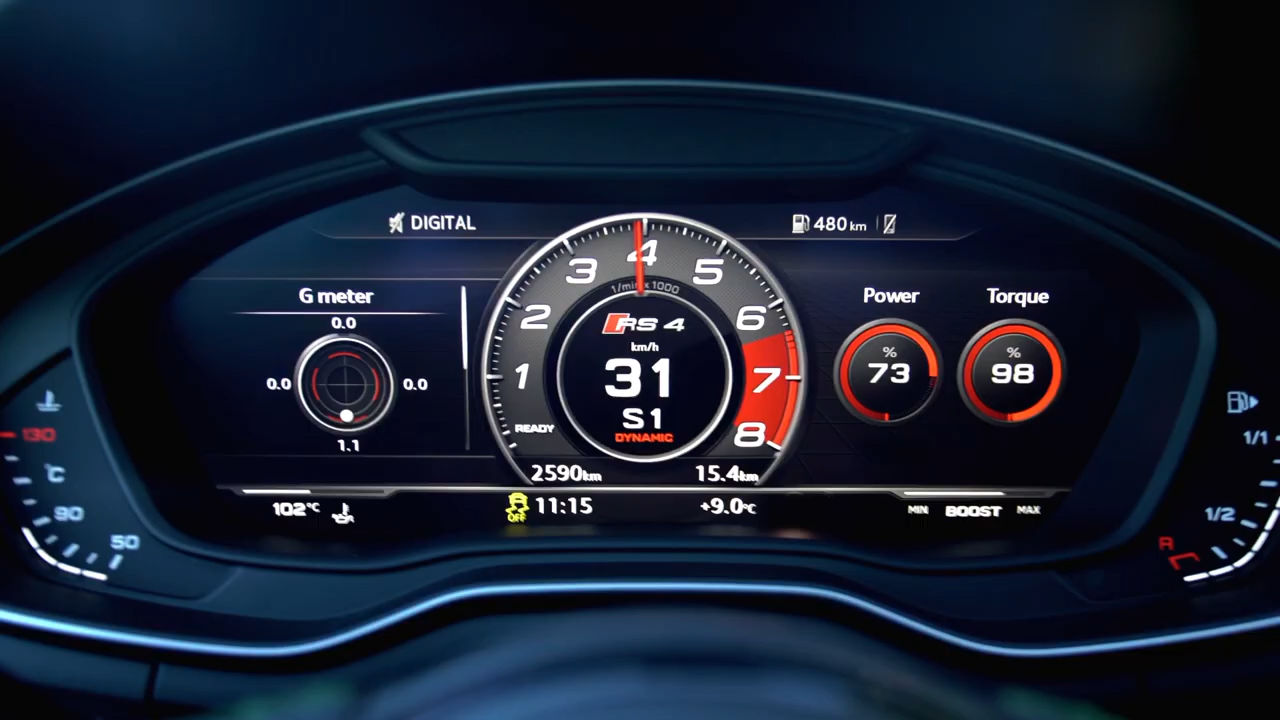 DIGITAL
480 km
G meter
0.0
0.0
0.0
1.1
1
2
3
4
5
6
7
8
1/min x 1000
RS 4
km/h
31
S1
DYNAMIC
READY
2590km
15.4km
Power
%
73
Torque
%
98
102°C
OFF
11:15
+9.0°C
MIN BOOST MAX
130
°C
90
50
1/1
1/2
R